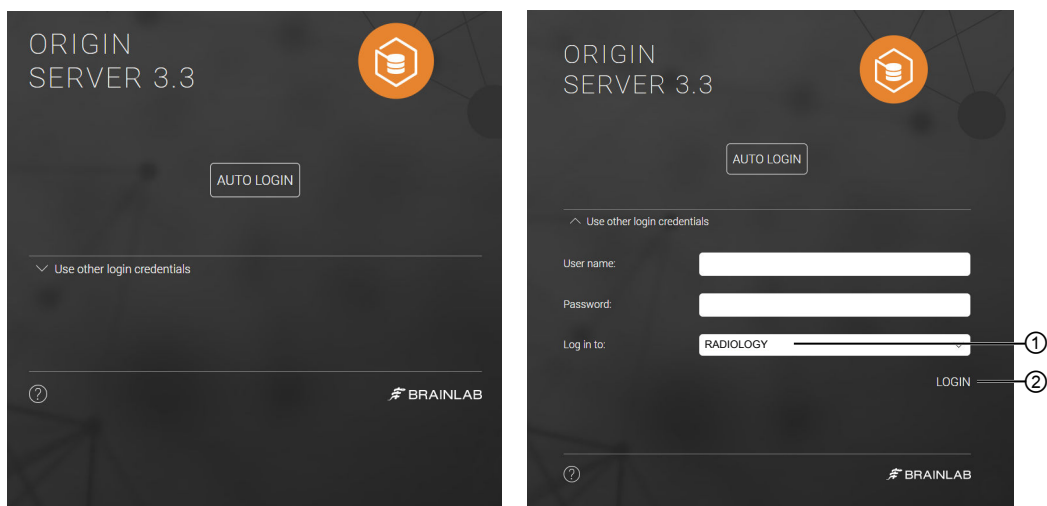 ORIGIN
SERVER 3.3
AUTO LOGIN
Use other login credentials
?
BRAINLAB
ORIGIN
SERVER 3.3
AUTO LOGIN
Use other login credentials
User name:
Password:
Log in to: RADIOLOGY 1
LOGIN 2
?
BRAINLAB